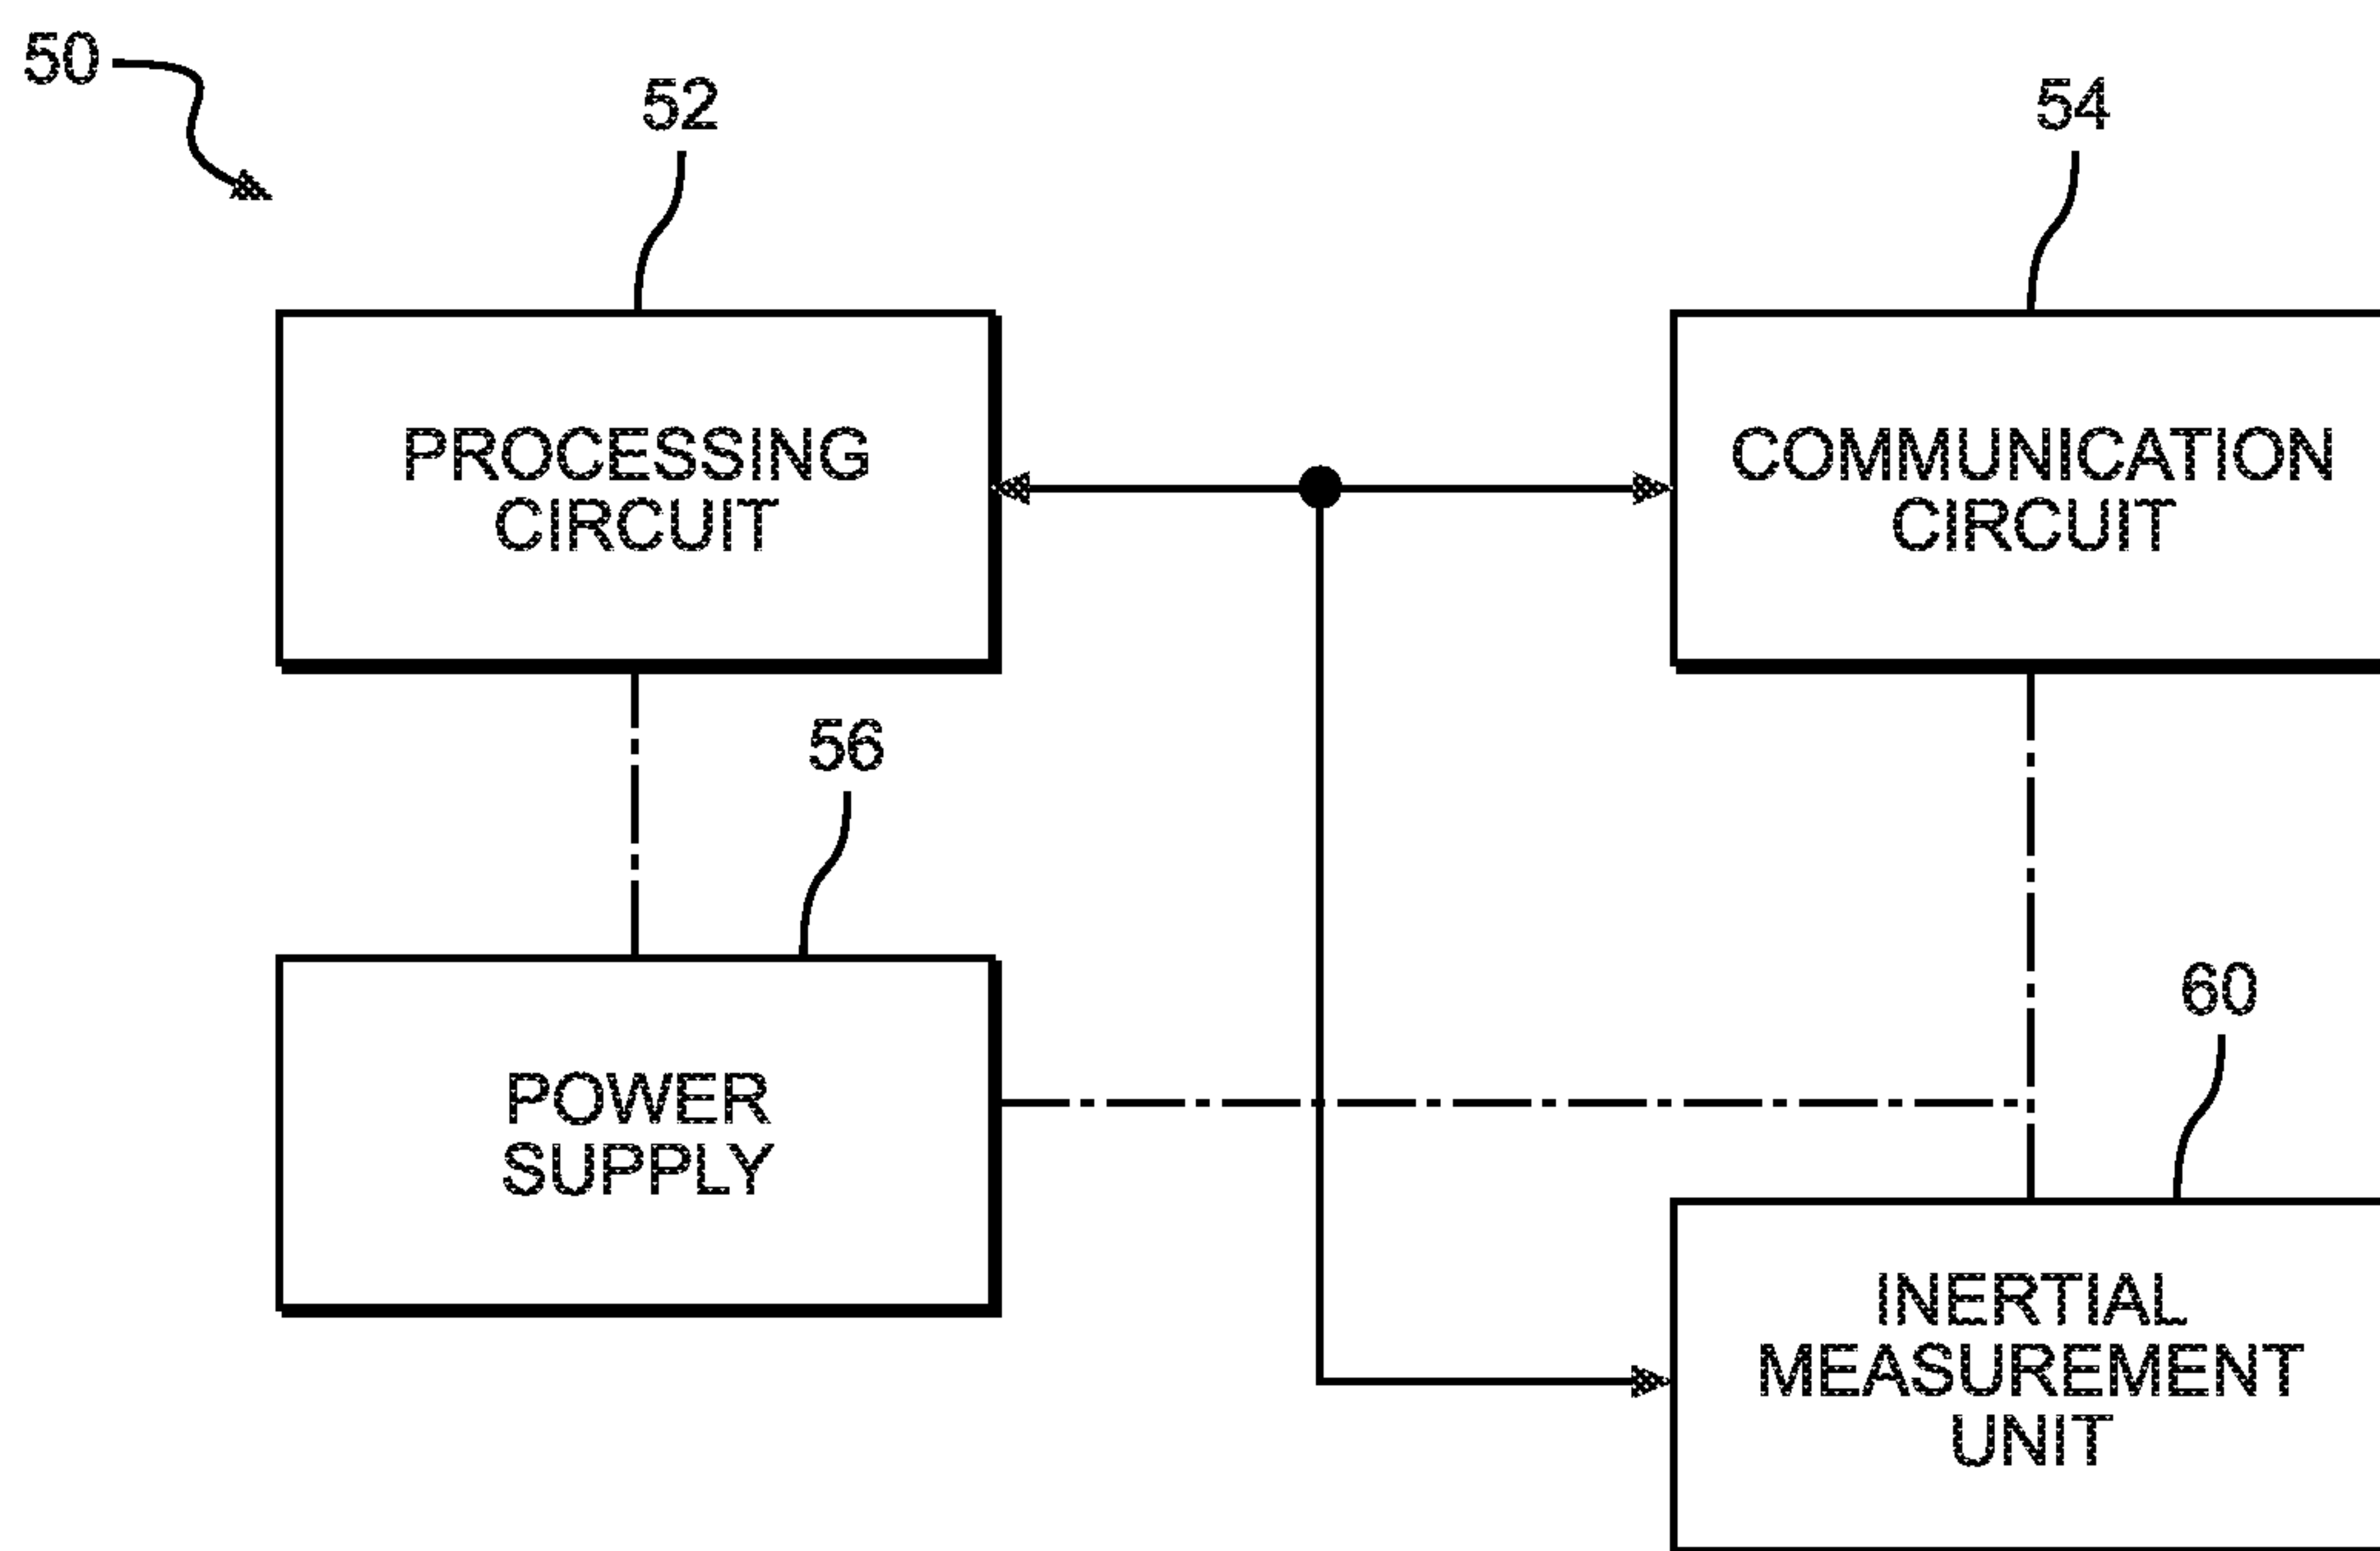 50
52
54
PROCESSING
CIRCUIT
COMMUNICATION
CIRCUIT
56
60
POWER
SUPPLY
INERTIAL
MEASUREMENT
UNIT